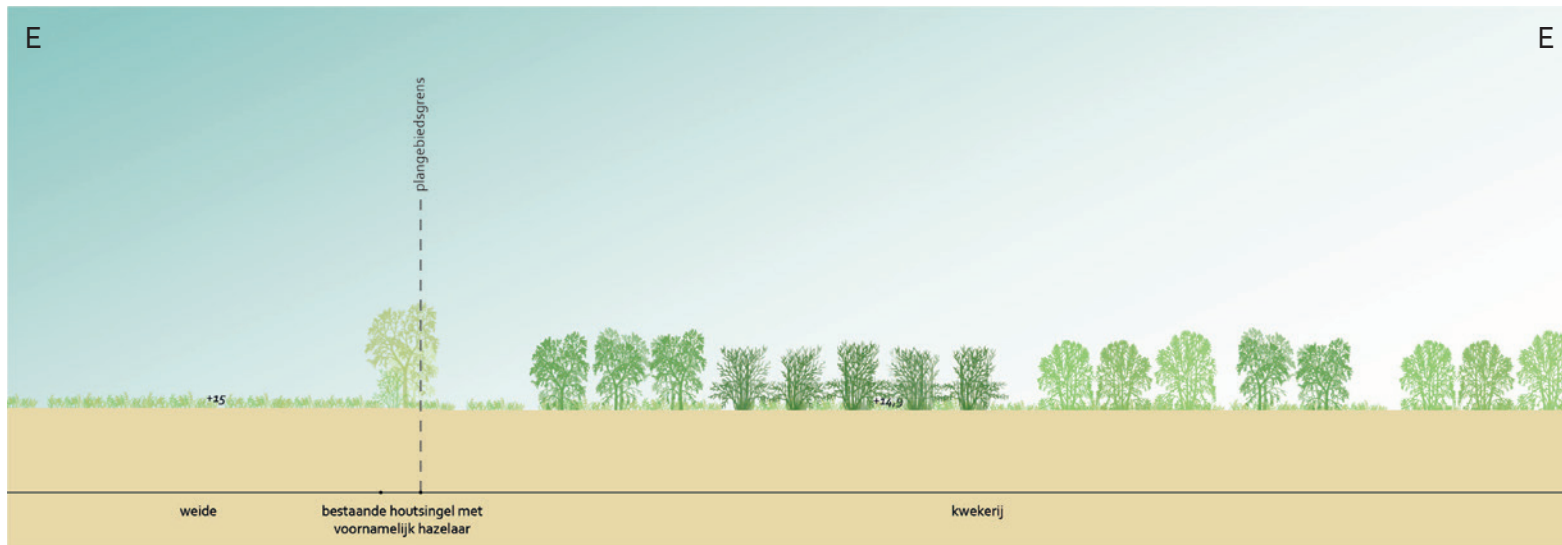 E
E
plangebiedsgrens
+15
+14,9
weide
bestaande houtsingel met
voornamelijk hazelaar
kwekerij